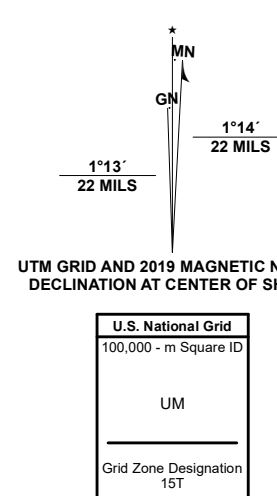 ★
MN
GN
1°14´
22 MILS
1°13´
22 MILS
UTM GRID AND 2019 MAGNETIC N
DECLINATION AT CENTER OF SH
U.S. National Grid
100,000 - m Square ID
UM
Grid Zone Designation
15T